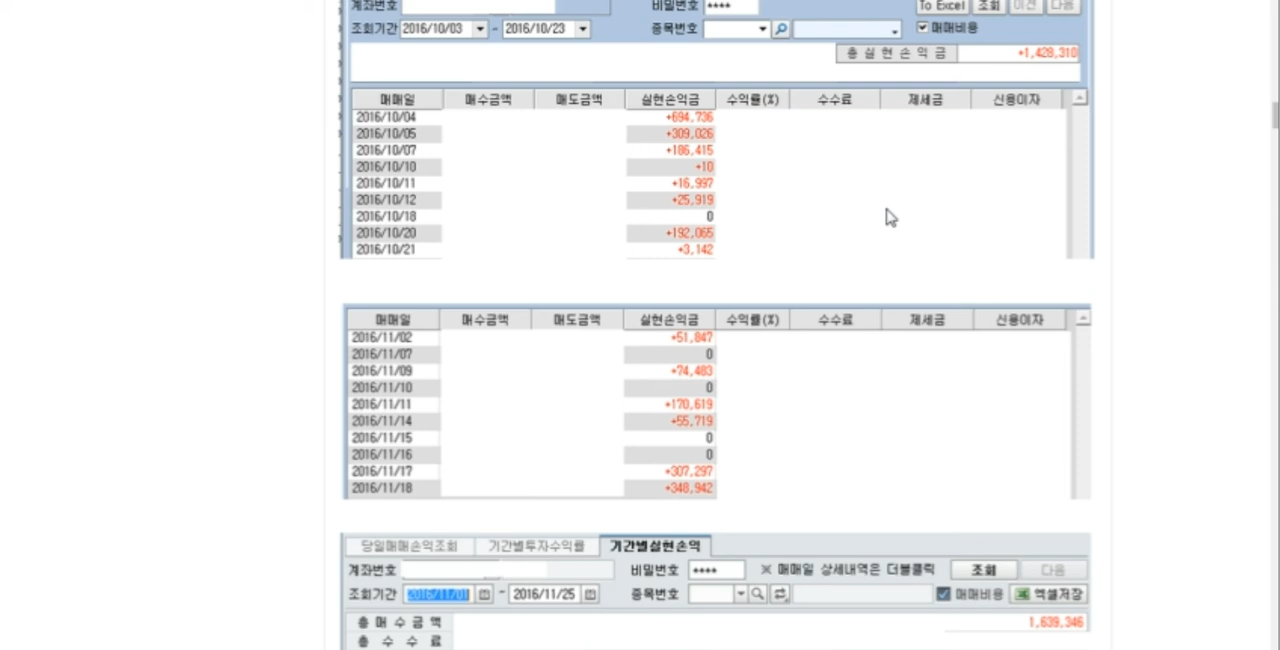 계좌번호 비밀번호 **** To Excel 조회 이전 다음
조회기간 2016/10/03 ~ 2016/10/23 종목번호 매매비용
총 실 현 손 익 금 +1,428,310
매매일 매수금액 매도금액 실현손익금 수익률(%) 수수료 제세금 신용이자
2016/10/04 +694,736
2016/10/05 +309,026
2016/10/07 +186,415
2016/10/10 +10
2016/10/11 +16,997
2016/10/12 +25,919
2016/10/18 0
2016/10/20 +192,065
2016/10/21 +3,142
매매일 매수금액 매도금액 실현손익금 수익률(%) 수수료 제세금 신용이자
2016/11/02 +51,847
2016/11/07 0
2016/11/09 +74,483
2016/11/10 0
2016/11/11 +170,619
2016/11/14 +55,719
2016/11/15 0
2016/11/16 0
2016/11/17 +307,297
2016/11/18 +348,942
당일매매손익조회 기간별투자수익률 기간별실현손익
계좌번호 비밀번호 **** ※ 매매일 상세내역은 더블클릭 조회 다음
조회기간 2016/11/01 ~ 2016/11/25 종목번호 매매비용 엑셀저장
총 매 수 금 액 1,639,346
총 수 수 료